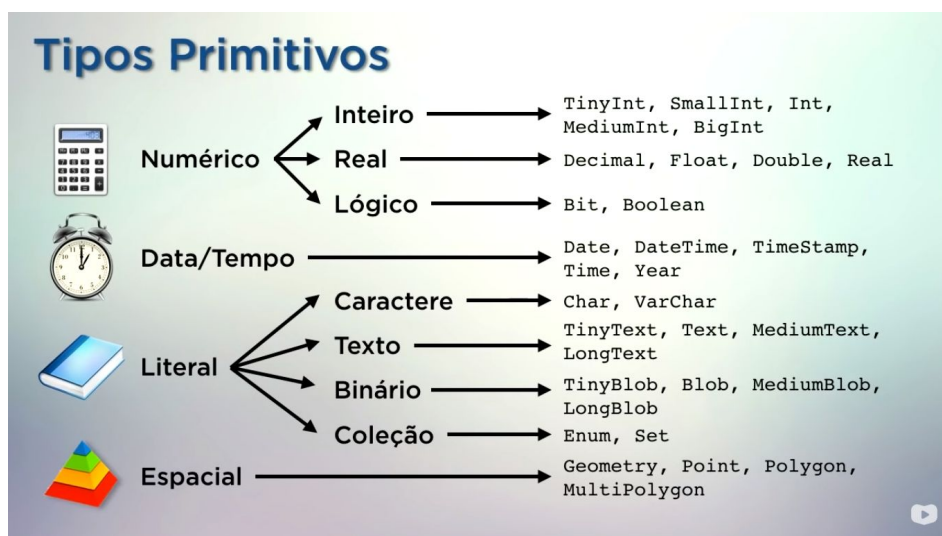 Tipos Primitivos
Numérico
Inteiro
TinyInt, SmallInt, Int,
MediumInt, BigInt
Real
Decimal, Float, Double, Real
Lógico
Bit, Boolean
Data/Tempo
Date, DateTime, TimeStamp,
Time, Year
Literal
Caractere
Char, VarChar
Texto
TinyText, Text, MediumText,
LongText
Binário
TinyBlob, Blob, MediumBlob,
LongBlob
Coleção
Enum, Set
Espacial
Geometry, Point, Polygon,
MultiPolygon